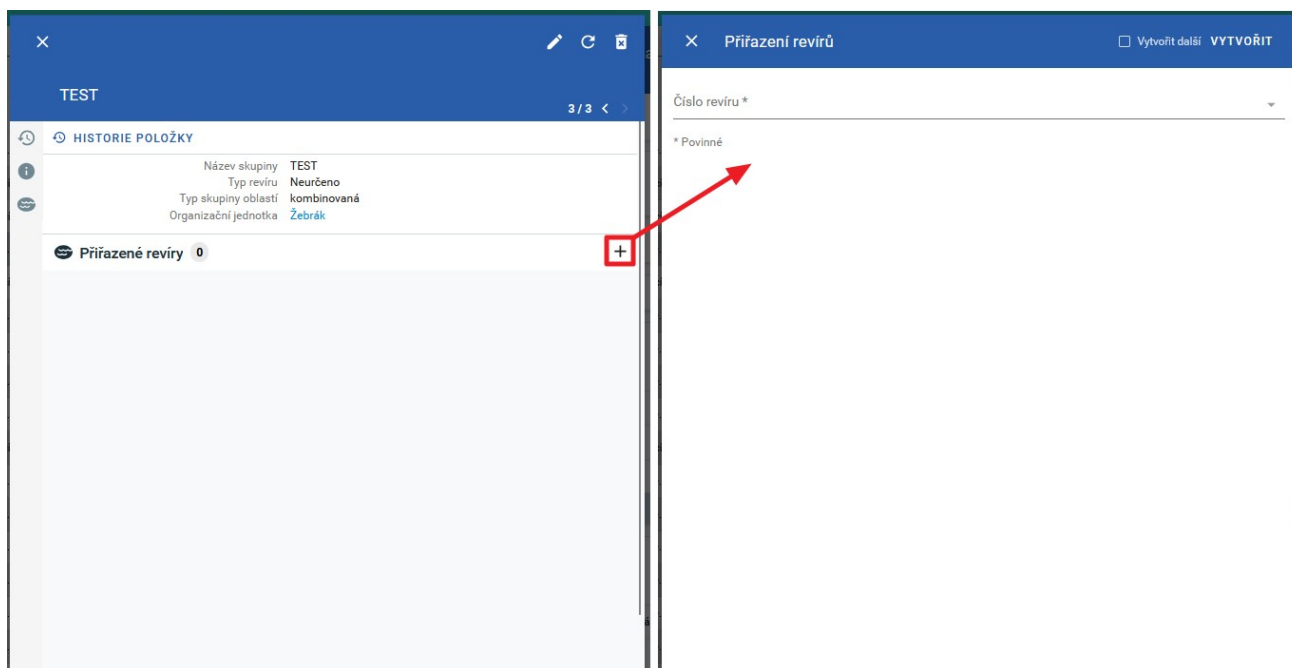 TEST
3/3
HISTORIE POLOŽKY
Název skupiny TEST
Typ revíru Neurčeno
Typ skupiny oblastí kombinovaná
Organizační jednotka Žebrák
Přiřazené revíry 0
Přiřazení revírů
Vytvořit další VYTVOŘIT
Číslo revíru *
* Povinné